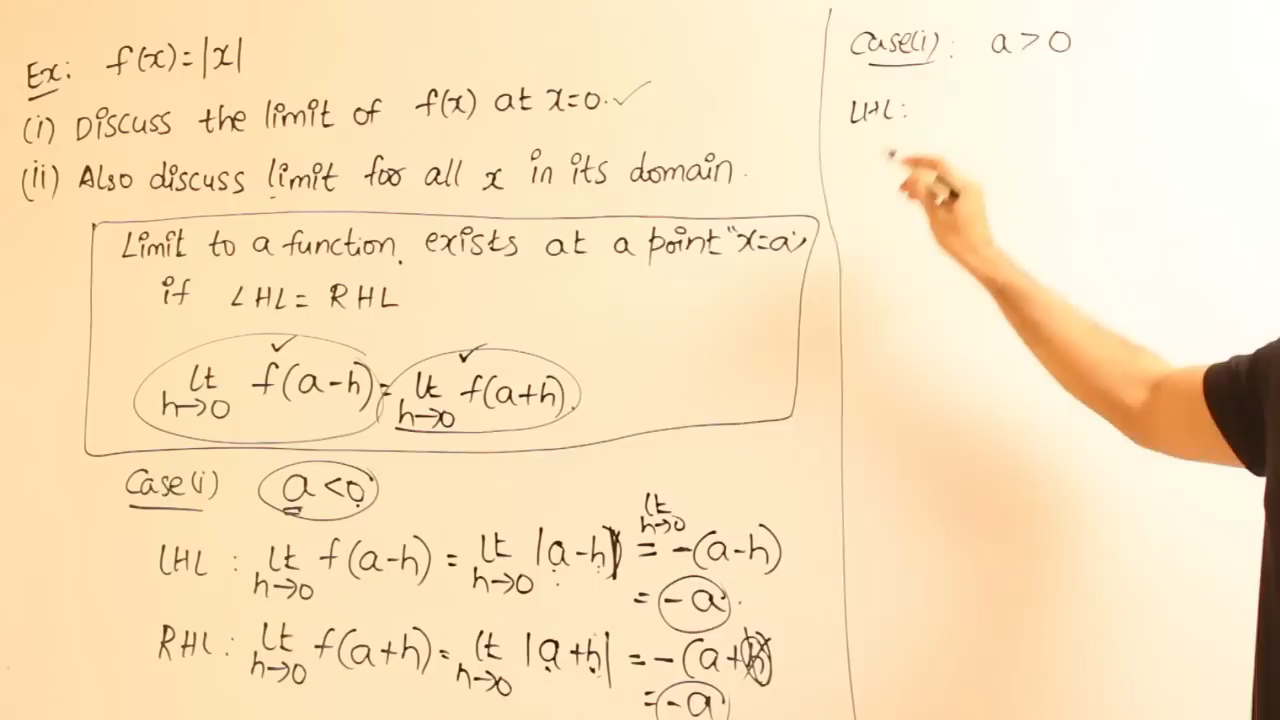 Ex: f(x)=|x|
(i) Discuss the limit of f(x) at x=0. ✓
(ii) Also discuss limit for all x in its domain.
Limit to a function exists at a point "x=a"
if LHL = RHL
lt h→0 f(a-h) = lt h→0 f(a+h)
Case(i) a<0
LHL : lt h→0 f(a-h) = lt h→0 |a-h| = lt h→0 -(a-h)
= -a.
RHL : lt h→0 f(a+h) = lt h→0 |a+h| = -(a+h)
= -a
Case(i) : a>0
LHL :